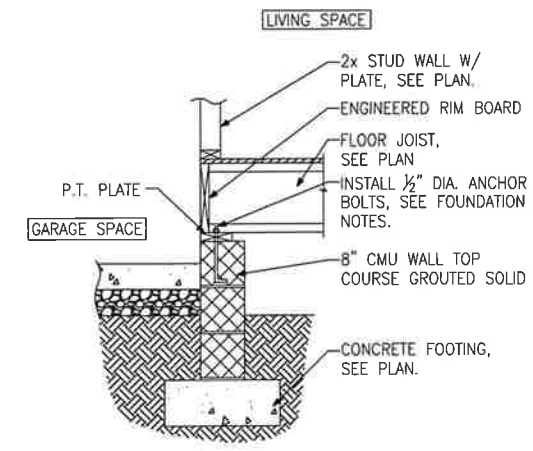 LIVING SPACE
2x STUD WALL W/
PLATE, SEE PLAN.
ENGINEERED RIM BOARD
FLOOR JOIST,
SEE PLAN
INSTALL ½" DIA. ANCHOR
BOLTS, SEE FOUNDATION
NOTES.
P.T. PLATE
GARAGE SPACE
8" CMU WALL TOP
COURSE GROUTED SOLID
CONCRETE FOOTING,
SEE PLAN.